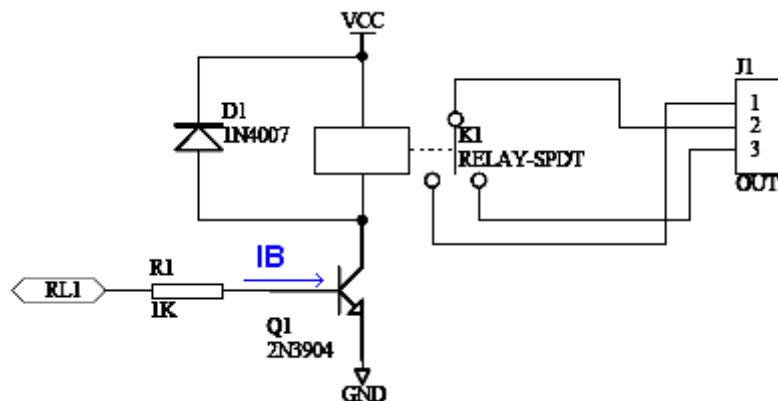 VCC
J1
D1
1N4007
1
2
3
K1
RELAY-SPDT
OUT
IB
R1
RL1
1K
Q1
2N3904
GND